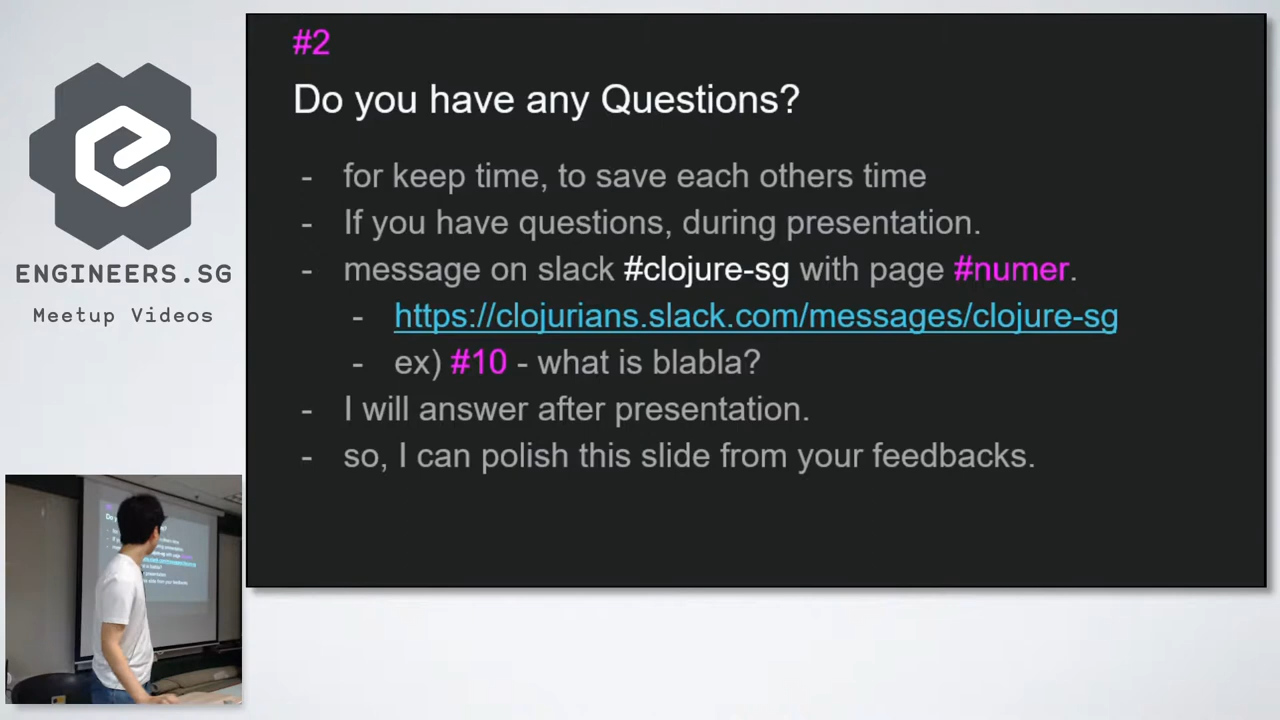 #2
Do you have any Questions?
- for keep time, to save each others time
- If you have questions, during presentation.
- message on slack #clojure-sg with page #numer.
- https://clojurians.slack.com/messages/clojure-sg
- ex) #10 - what is blabla?
- I will answer after presentation.
- so, I can polish this slide from your feedbacks.
ENGINEERS.SG
Meetup Videos